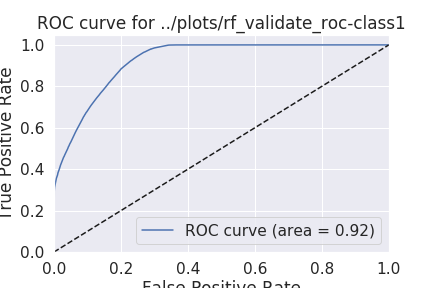 ROC curve for ../plots/rf_validate_roc-class1
True Positive Rate
1.0
0.8
0.6
0.4
0.2
0.0
ROC curve (area = 0.92)
0.0 0.2 0.4 0.6 0.8 1.0
False Positive Rate